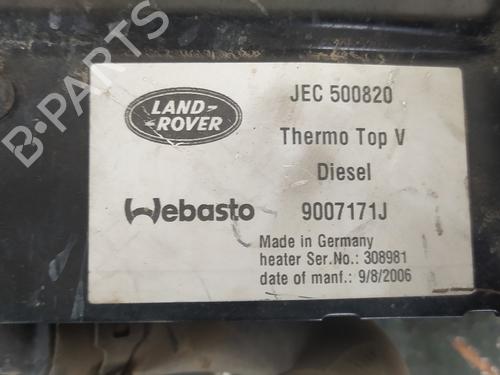 LAND-
-ROVER
JEC 500820
Thermo Top V
Diesel
Webasto 9007171J
Made in Germany
heater Ser.No.: 308981
date of manf.: 9/8/2006